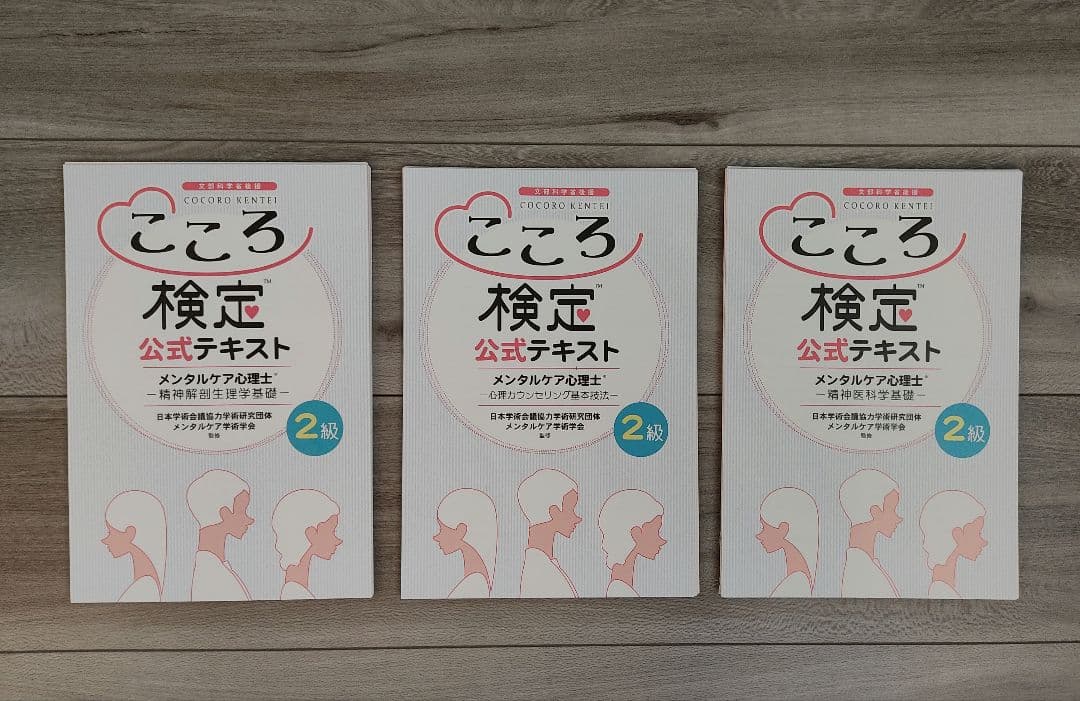 文部科学省後援
COCORO KENTEI
こころ
検定™
公式テキスト
メンタルケア心理士®
－精神解剖生理学基礎－
日本学術会議協力学術研究団体
メンタルケア学術学会
監修
2級
文部科学省後援
COCORO KENTEI
こころ
検定™
公式テキスト
メンタルケア心理士®
－心理カウンセリング基本技法－
日本学術会議協力学術研究団体
メンタルケア学術学会
監修
2級
文部科学省後援
COCORO KENTEI
こころ
検定™
公式テキスト
メンタルケア心理士®
－精神医科学基礎－
日本学術会議協力学術研究団体
メンタルケア学術学会
監修
2級